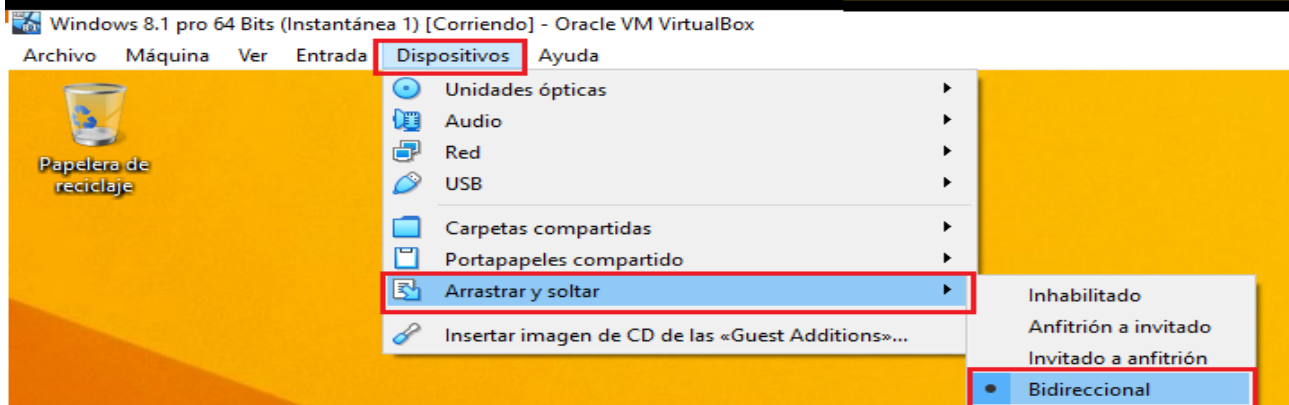 Windows 8.1 pro 64 Bits (Instantánea 1) [Corriendo] - Oracle VM VirtualBox
Archivo Máquina Ver Entrada Dispositivos Ayuda
Unidades ópticas
Audio
Red
USB
Carpetas compartidas
Portapapeles compartido
Arrastrar y soltar
Insertar imagen de CD de las «Guest Additions»...
Inhabilitado
Anfitrión a invitado
Invitado a anfitrión
Bidireccional
Papelera de
reciclaje